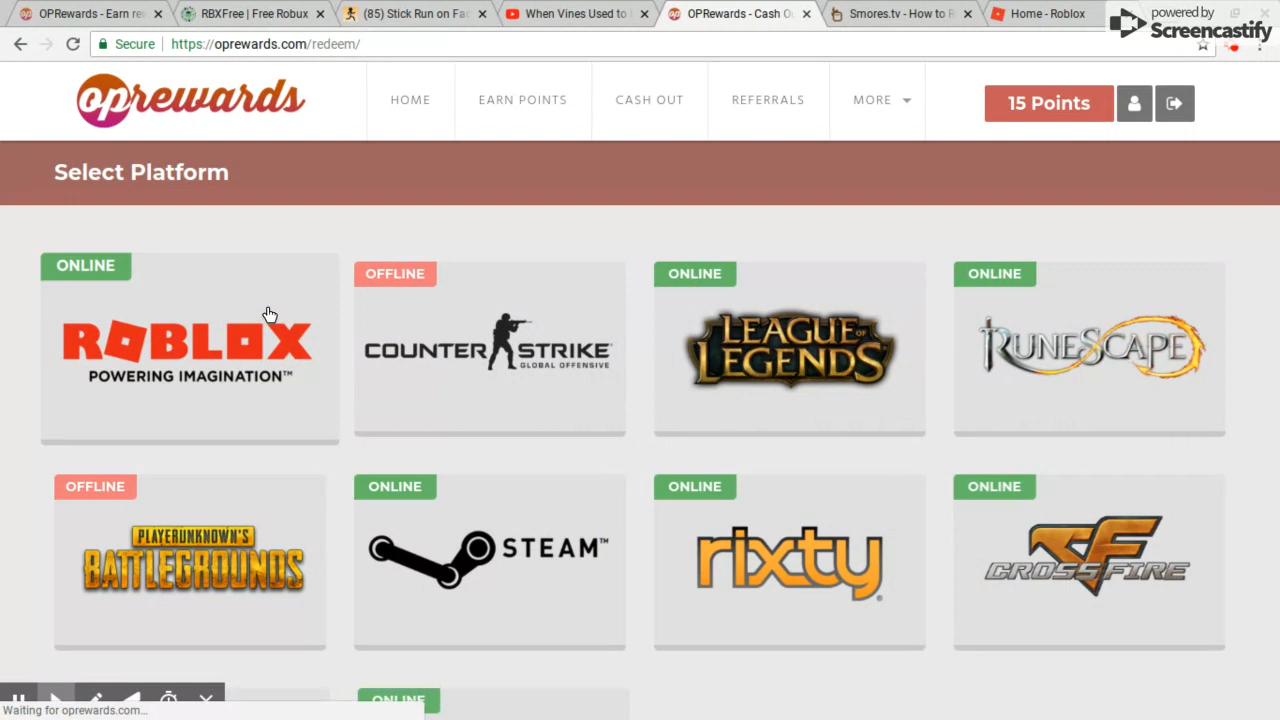 OPRewards - Earn re
RBXFree | Free Robux
(85) Stick Run on Fa
When Vines Used to
OPRewards - Cash O
Smores.tv - How to R
Home - Roblox
powered by
Screencastify
Secure
https://oprewards.com/redeem/
oprewards
HOME
EARN POINTS
CASH OUT
REFERRALS
MORE
15 Points
Select Platform
ONLINE
ROBLOX
POWERING IMAGINATION™
OFFLINE
COUNTER STRIKE
GLOBAL OFFENSIVE
ONLINE
LEAGUE OF
LEGENDS
ONLINE
RUNESCAPE
OFFLINE
PLAYERUNKNOWN'S
BATTLEGROUNDS
ONLINE
STEAM™
ONLINE
rixty®
ONLINE
CF
CROSSFIRE
ONLINE
Waiting for oprewards.com...